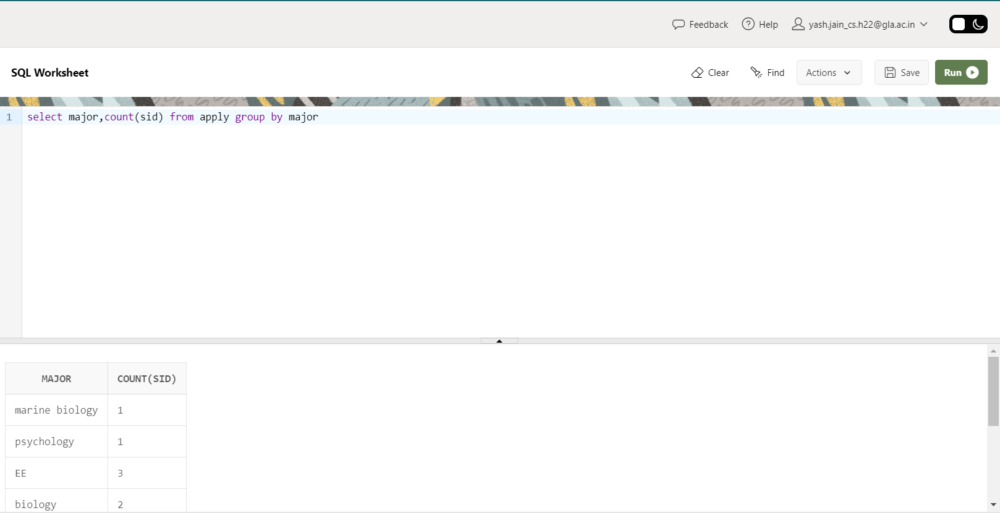 Feedback Help yash.jain_cs.h22@gla.ac.in
SQL Worksheet Clear Find Actions Save Run
1 select major,count(sid) from apply group by major
MAJOR COUNT(SID)
marine biology 1
psychology 1
EE 3
biology 2